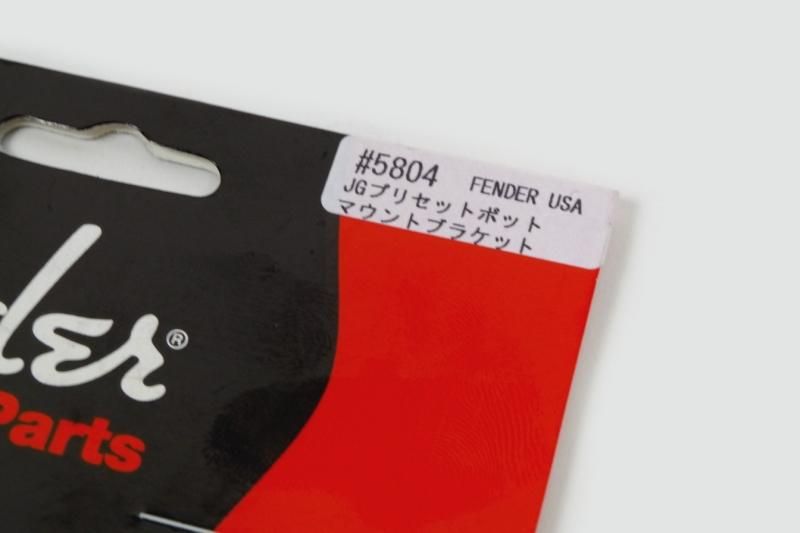 #5804 FENDER USA
JGプリセットポット
マウントブラケット
der®
Parts